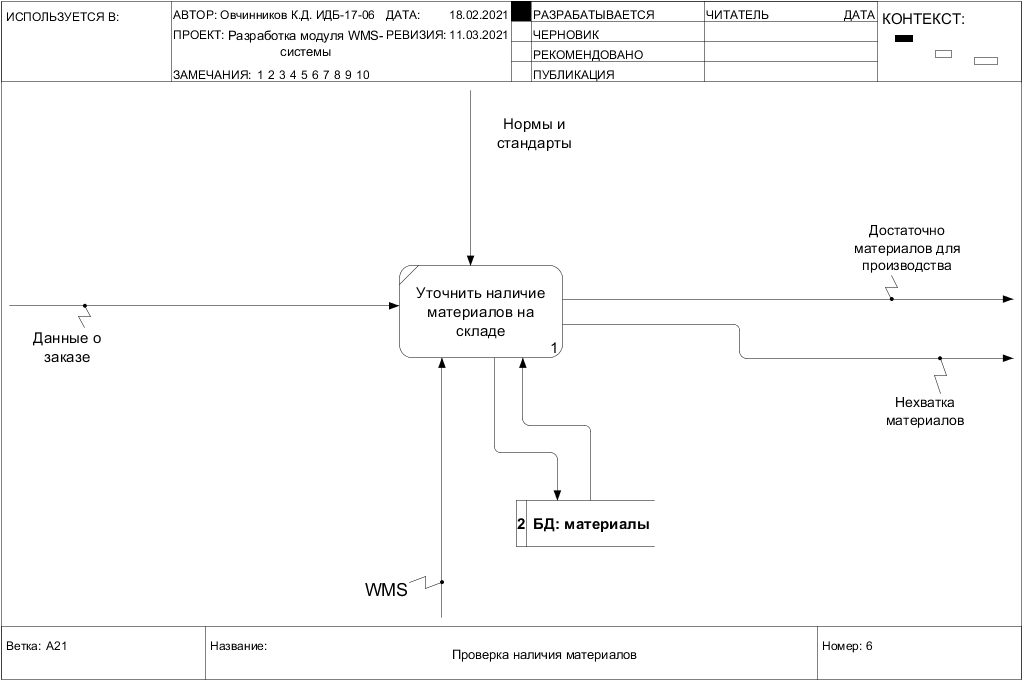 ИСПОЛЬЗУЕТСЯ В:
АВТОР: Овчинников К.Д. ИДБ-17-06 ДАТА: 18.02.2021
ПРОЕКТ: Разработка модуля WMS-системы
РЕВИЗИЯ: 11.03.2021
ЗАМЕЧАНИЯ: 1 2 3 4 5 6 7 8 9 10
РАЗРАБАТЫВАЕТСЯ
ЧЕРНОВИК
РЕКОМЕНДОВАНО
ПУБЛИКАЦИЯ
ЧИТАТЕЛЬ ДАТА
КОНТЕКСТ:
Нормы и
стандарты
Достаточно
материалов для
производства
Уточнить наличие
материалов на
складе
1
Данные о
заказе
Нехватка
материалов
2 БД: материалы
WMS
Ветка: А21
Название:
Проверка наличия материалов
Номер: 6